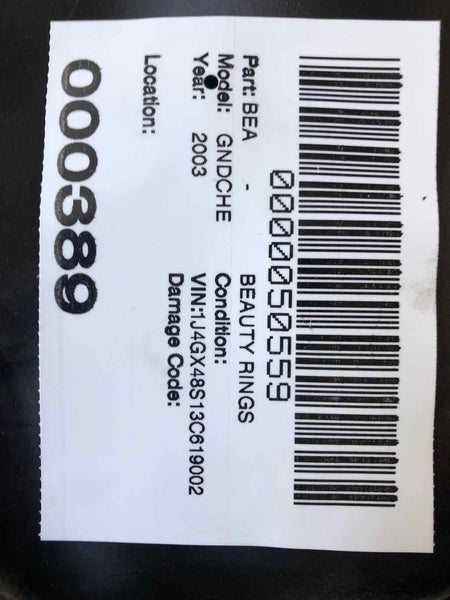 0000050559
Part: BEA - BEAUTY RINGS
Model: GNDCHE Condition:
Year: 2003 VIN:1J4GX48S13C619002
Damage Code:
Location:
000389